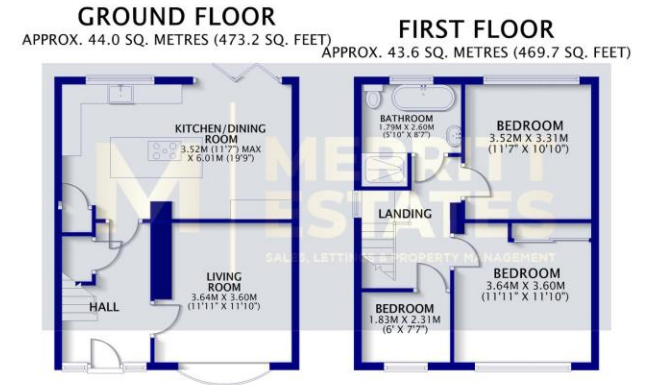 GROUND FLOOR
APPROX. 44.0 SQ. METRES (473.2 SQ. FEET)
KITCHEN/DINING
ROOM
3.52M (11'7") MAX
X 6.01M (19'9")
LIVING
ROOM
3.64M X 3.60M
(11'11" X 11'10")
HALL
FIRST FLOOR
APPROX. 43.6 SQ. METRES (469.7 SQ. FEET)
BATHROOM
1.79M X 2.60M
(5'10" X 8'7")
BEDROOM
3.52M X 3.31M
(11'7" X 10'10")
LANDING
BEDROOM
3.64M X 3.60M
(11'11" X 11'10")
BEDROOM
1.83M X 2.31M
(6' X 7'7")
M
MERRITT
ESTATES
SALES, LETTINGS & PROPERTY MANAGEMENT